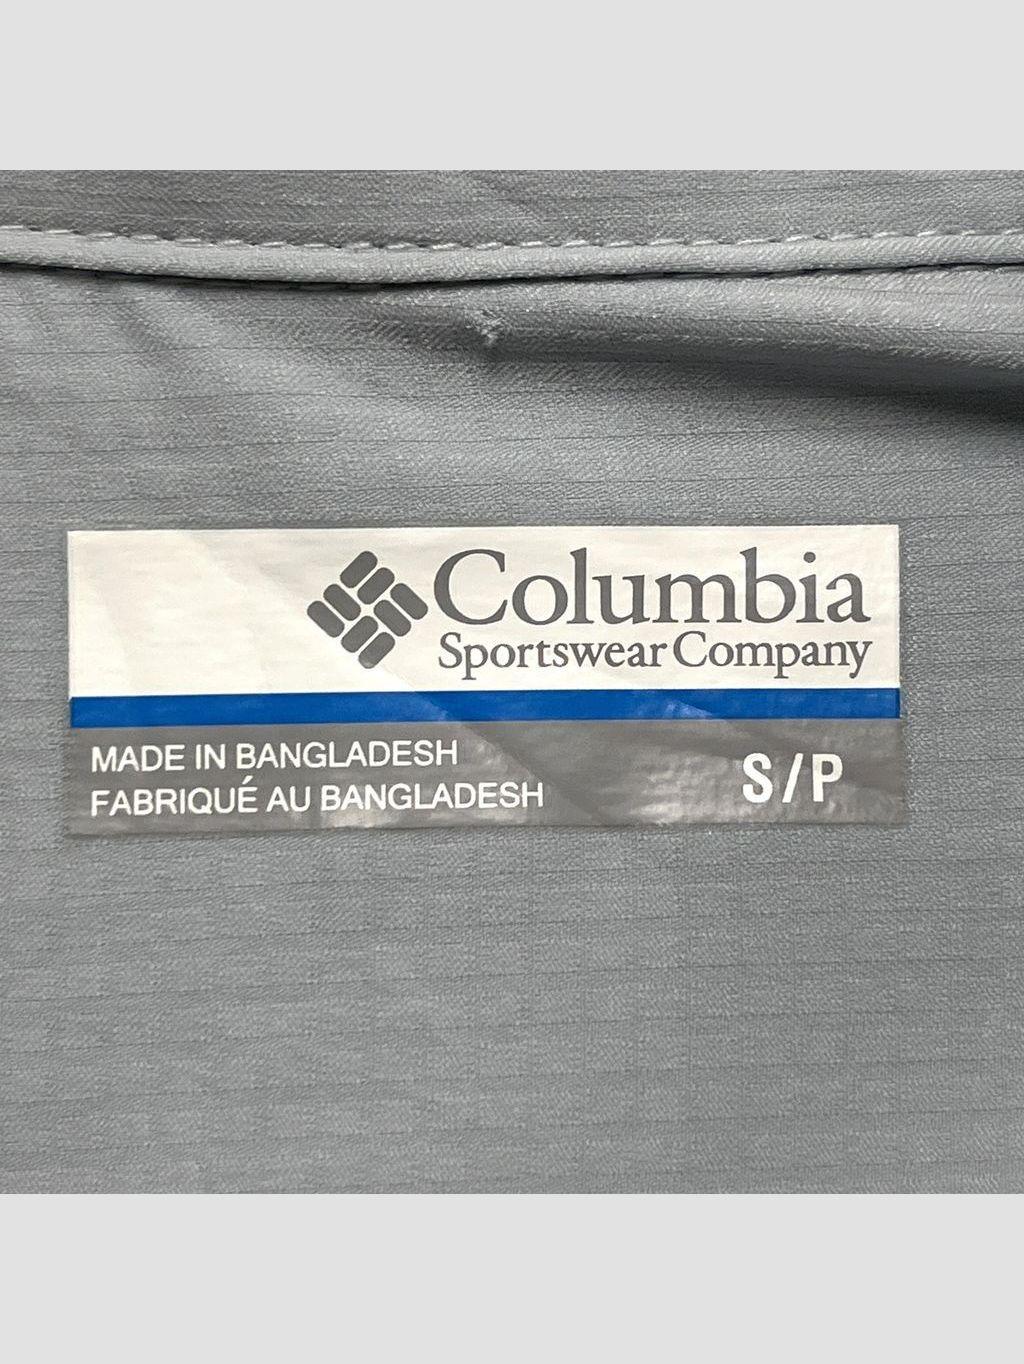 Columbia
Sportswear Company
MADE IN BANGLADESH
FABRIQUÉ AU BANGLADESH
S/P